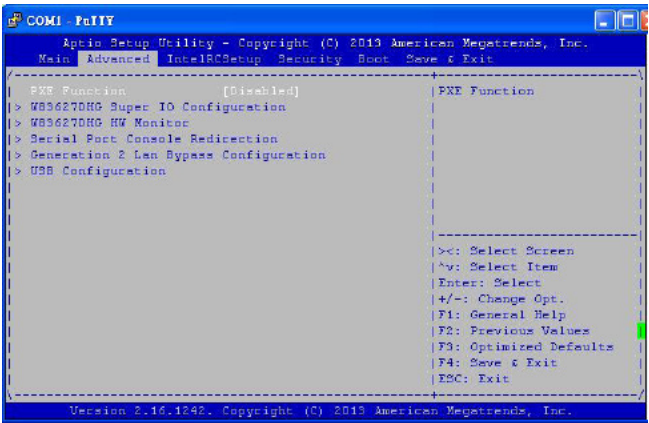 COM1 - PuTTY
Aptio Setup Utility - Copyright (C) 2013 American Megatrends, Inc.
Main Advanced IntelRCSetup Security Boot Save & Exit
PXE Function [Disabled]
> W83627DHG Super IO Configuration
> W83627DHG HW Monitor
> Serial Port Console Redirection
> Generation 2 Lan Bypass Configuration
> USB Configuration
PXE Function
><: Select Screen
^v: Select Item
Enter: Select
+/-: Change Opt.
F1: General Help
F2: Previous Values
F3: Optimized Defaults
F4: Save & Exit
ESC: Exit
Version 2.16.1242. Copyright (C) 2013 American Megatrends, Inc.